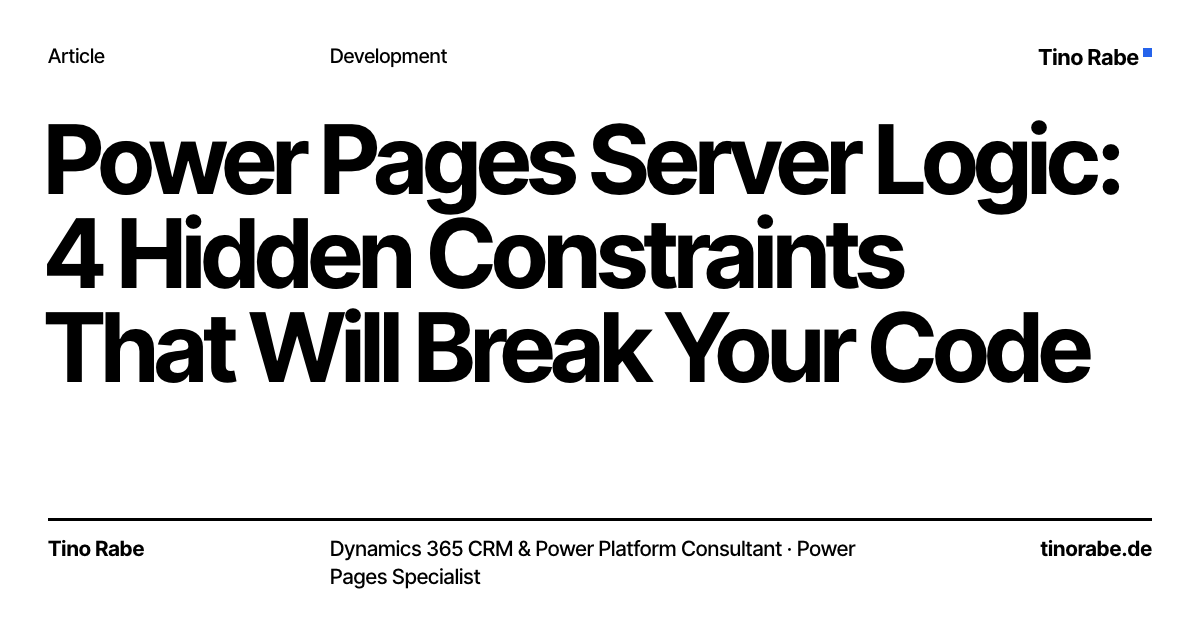 Article
Development
Tino Rabe
Power Pages Server Logic:
4 Hidden Constraints
That Will Break Your Code
Tino Rabe
Dynamics 365 CRM & Power Platform Consultant · Power
Pages Specialist
tinorabe.de